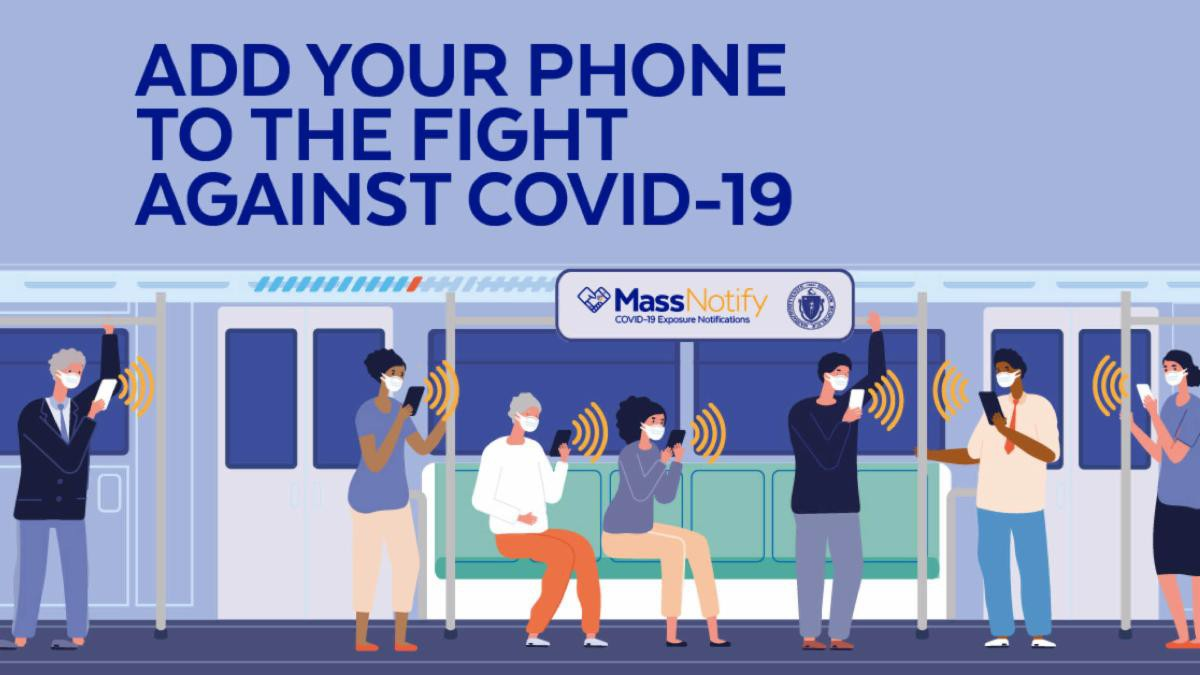 ADD YOUR PHONE
TO THE FIGHT
AGAINST COVID-19
MassNotify
COVID-19 Exposure Notifications